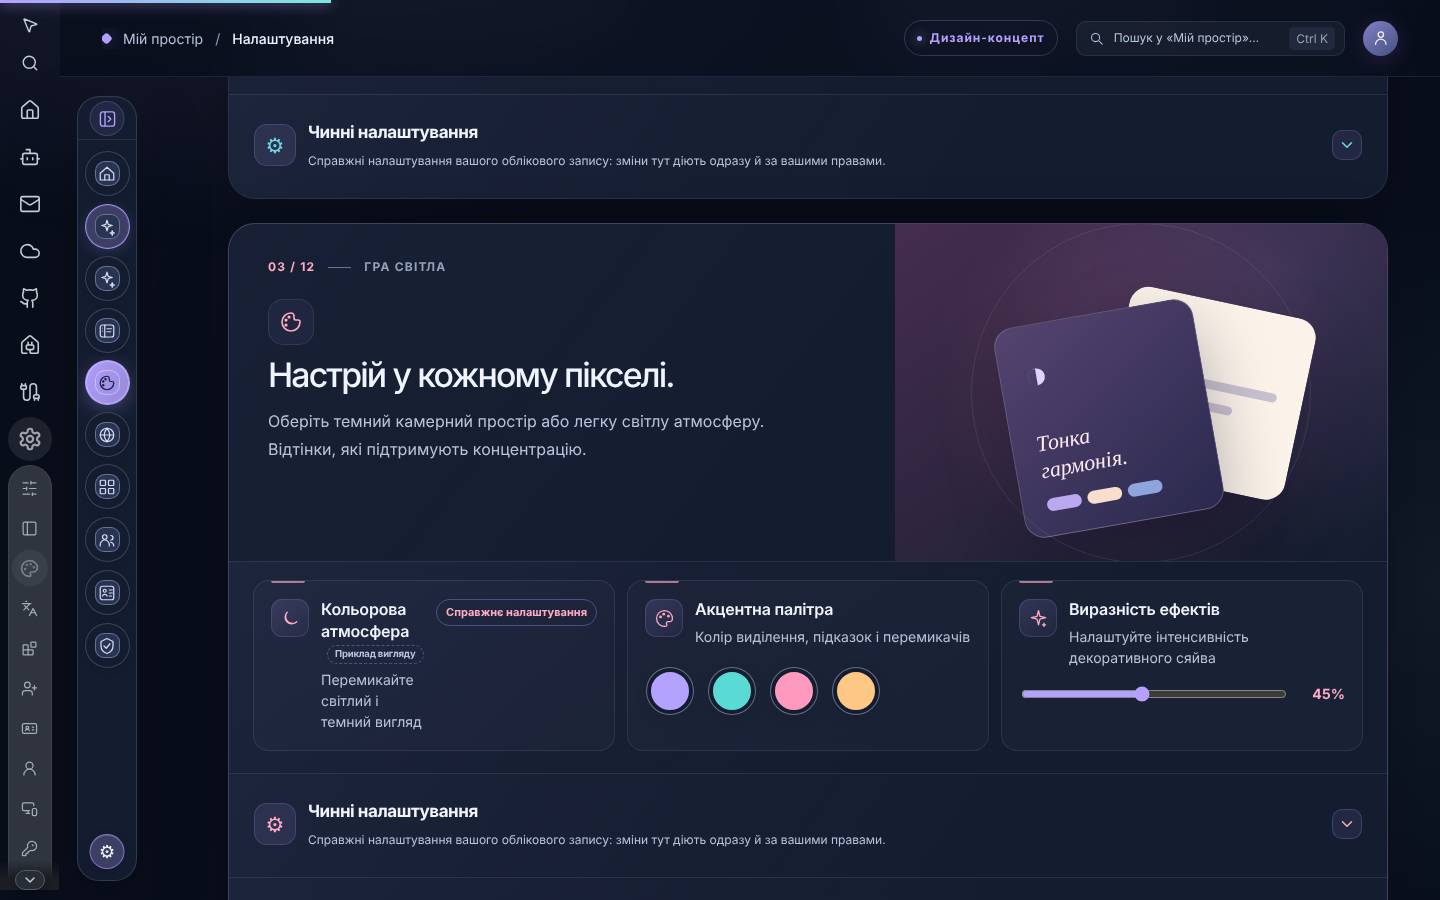 Мій простір / Налаштування
Дизайн-концепт
Пошук у «Мій простір»...
Ctrl K
Чинні налаштування
Справжні налаштування вашого облікового запису: зміни тут діють одразу й за вашими правами.
03 / 12 — ГРА СВІТЛА
Настрій у кожному пікселі.
Оберіть темний камерний простір або легку світлу атмосферу.
Відтінки, які підтримують концентрацію.
Тонка
гармонія.
Кольорова
атмосфера
Справжнє налаштування
Приклад вигляду
Перемикайте
світлий і
темний вигляд
Акцентна палітра
Колір виділення, підказок і перемикачів
Виразність ефектів
Налаштуйте інтенсивність
декоративного сяйва
45%
Чинні налаштування
Справжні налаштування вашого облікового запису: зміни тут діють одразу й за вашими правами.